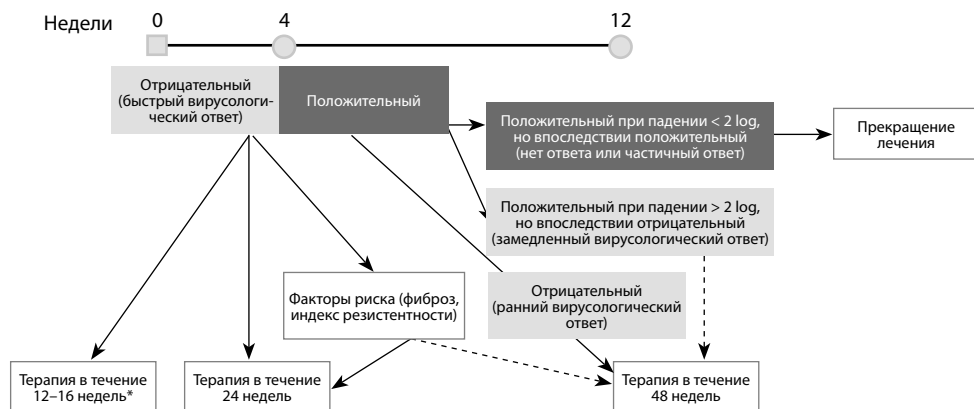 Недели
0
4
12
Отрицательный
(быстрый вирусологи-
ческий ответ)
Положительный
Положительный при падении < 2 log,
но впоследствии положительный
(нет ответа или частичный ответ)
Прекращение
лечения
Положительный при падении > 2 log,
но впоследствии отрицательный
(замедленный вирусологический ответ)
Факторы риска (фиброз,
индекс резистентности)
Отрицательный
(ранний вирусологический
ответ)
Терапия в течение
12–16 недель*
Терапия в течение
24 недель
Терапия в течение
48 недель